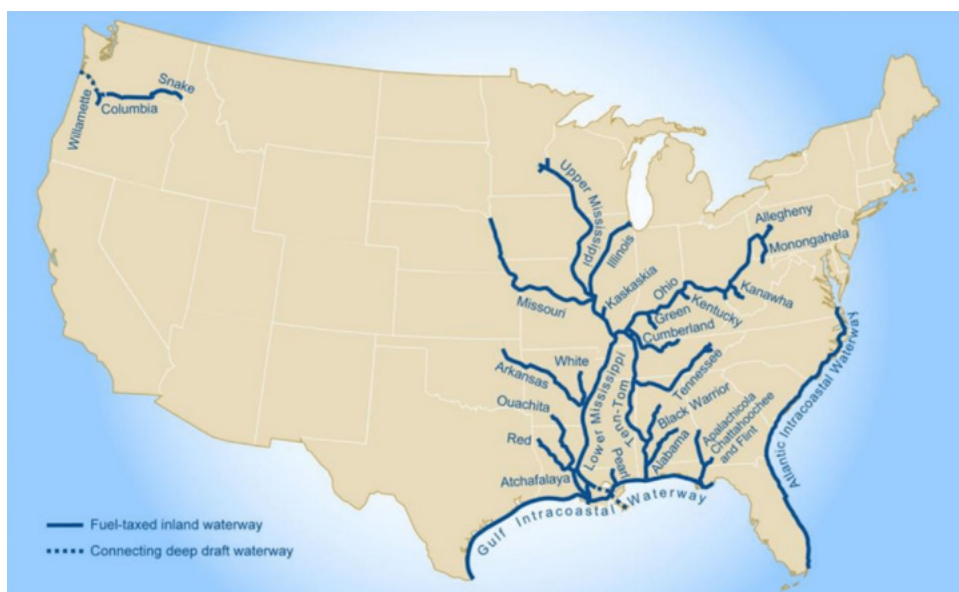 Snake
Columbia
Willamette
Upper Mississippi
Illinois
Allegheny
Monongahela
Kaskaskia
Missouri
Ohio
Kanawha
Kentucky
Green
Cumberland
White
Arkansas
Tennessee
Ouachita
Lower Mississippi
Tenn-Tom
Black Warrior
Red
Alabama
Apalachicola
Chattahoochee
and Flint
Pearl
Atchafalaya
Atlantic Intracoastal Waterway
Gulf Intracoastal Waterway
Fuel-taxed inland waterway
Connecting deep draft waterway